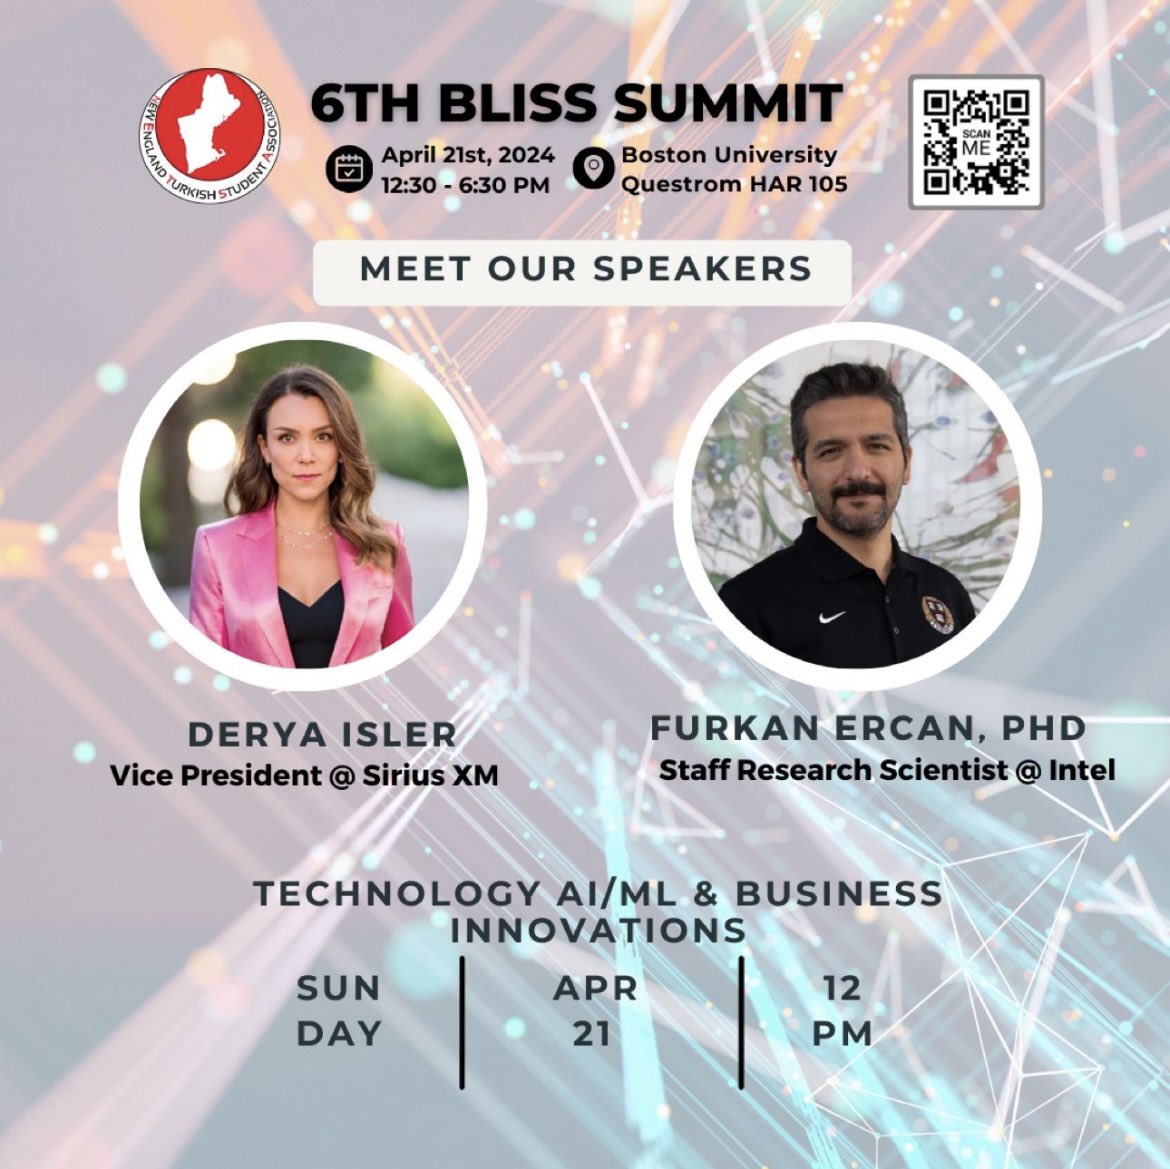 NEW ENGLAND TURKISH STUDENT ASSOCIATION
6TH BLISS SUMMIT
April 21st, 2024
12:30 - 6:30 PM
Boston University
Questrom HAR 105
SCAN
ME
MEET OUR SPEAKERS
DERYA ISLER
Vice President @ Sirius XM
FURKAN ERCAN, PHD
Staff Research Scientist @ Intel
TECHNOLOGY AI/ML & BUSINESS
INNOVATIONS
SUN
DAY
APR
21
12
PM